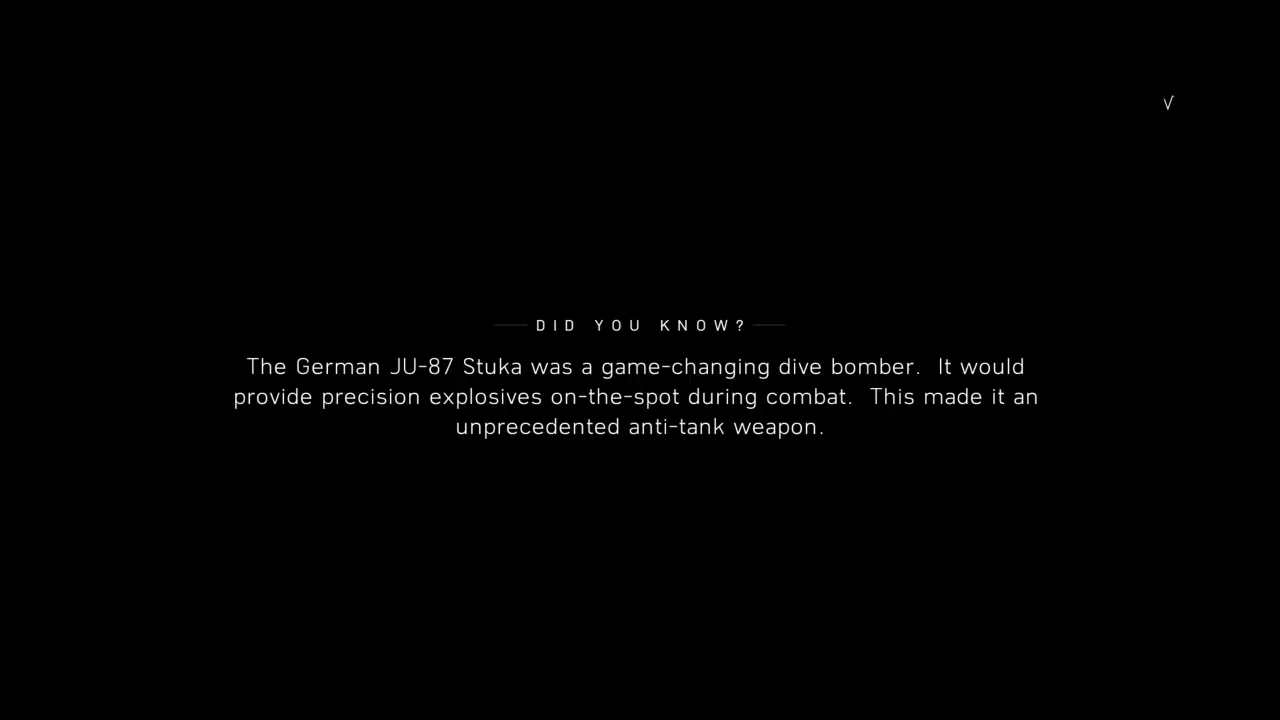 √
DID YOU KNOW?
The German JU-87 Stuka was a game-changing dive bomber.  It would
provide precision explosives on-the-spot during combat.  This made it an
unprecedented anti-tank weapon.